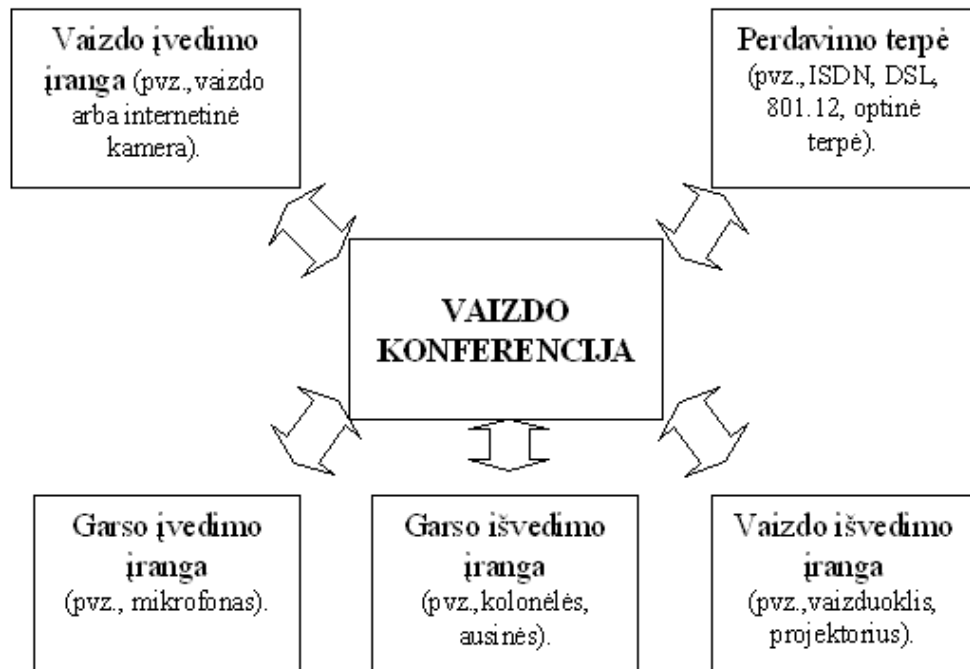 Vaizdo įvedimo
įranga (pvz.,vaizdo
arba internetinė
kamera).
Perdavimo terpė
(pvz.,ISDN, DSL,
801.12, optinė
terpė).
VAIZDO
KONFERENCIJA
Garso įvedimo
įranga
(pvz., mikrofonas).
Garso išvedimo
įranga
(pvz.,kolonėlės,
ausinės).
Vaizdo išvedimo
įranga
(pvz.,vaizduoklis,
projektorius).